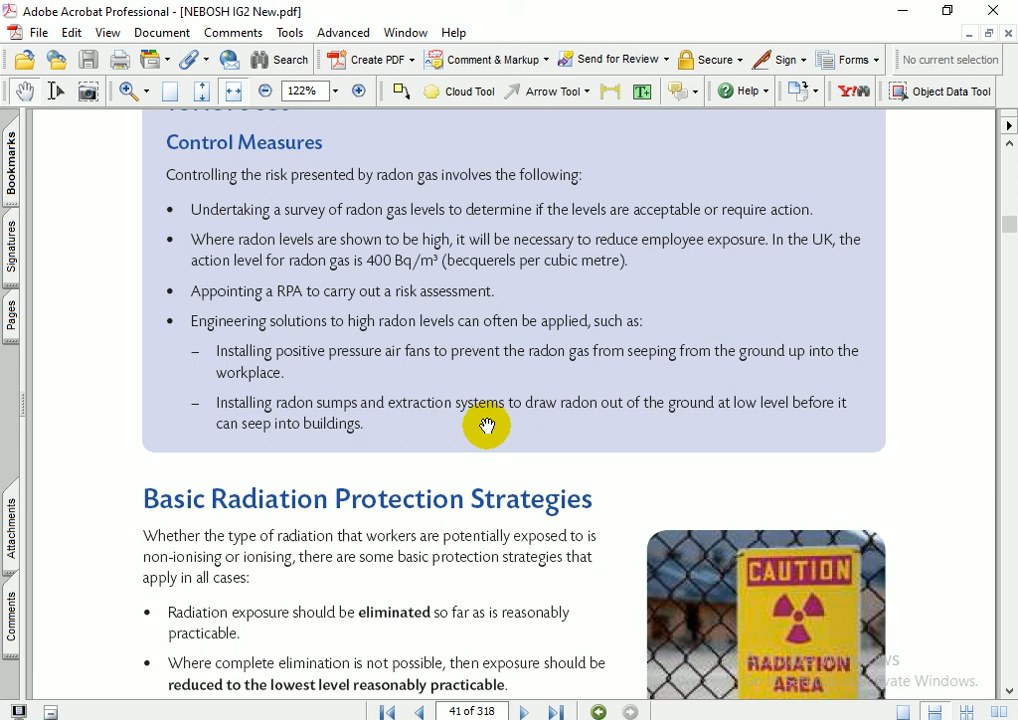 Adobe Acrobat Professional - [NEBOSH IG2 New.pdf]
File Edit View Document Comments Tools Advanced Window Help
Search Create PDF Comment & Markup Send for Review Secure Sign Forms No current selection
122% Cloud Tool Arrow Tool Help Y! Object Data Tool
Bookmarks
Signatures
Pages
Attachments
Comments
Control Measures
Controlling the risk presented by radon gas involves the following:
• Undertaking a survey of radon gas levels to determine if the levels are acceptable or require action.
• Where radon levels are shown to be high, it will be necessary to reduce employee exposure. In the UK, the
action level for radon gas is 400 Bq/m³ (becquerels per cubic metre).
• Appointing a RPA to carry out a risk assessment.
• Engineering solutions to high radon levels can often be applied, such as:
– Installing positive pressure air fans to prevent the radon gas from seeping from the ground up into the
workplace.
– Installing radon sumps and extraction systems to draw radon out of the ground at low level before it
can seep into buildings.
Basic Radiation Protection Strategies
Whether the type of radiation that workers are potentially exposed to is
non-ionising or ionising, there are some basic protection strategies that
apply in all cases:
• Radiation exposure should be eliminated so far as is reasonably
practicable.
• Where complete elimination is not possible, then exposure should be
reduced to the lowest level reasonably practicable.
CAUTION
RADIATION
AREA
Windows.
41 of 318